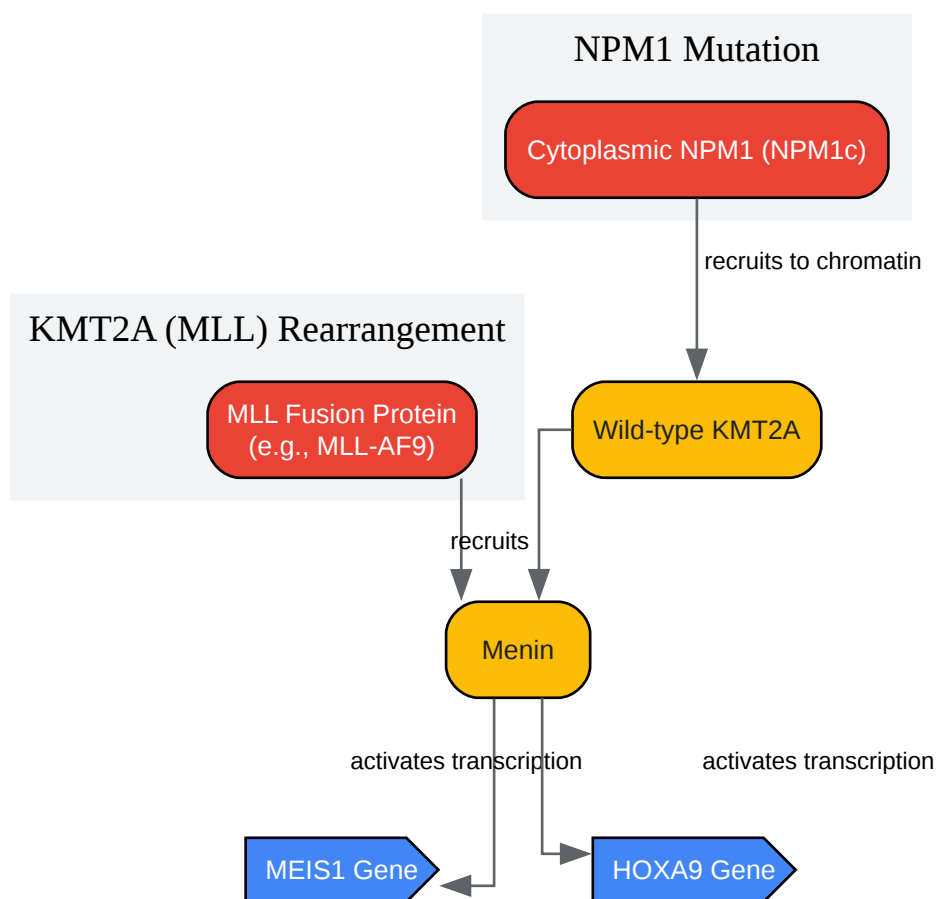 NPM1 Mutation
Cytoplasmic NPM1 (NPM1c)
recruits to chromatin
KMT2A (MLL) Rearrangement
MLL Fusion Protein
(e.g., MLL-AF9)
Wild-type KMT2A
recruits
Menin
activates transcription
activates transcription
MEIS1 Gene
HOXA9 Gene